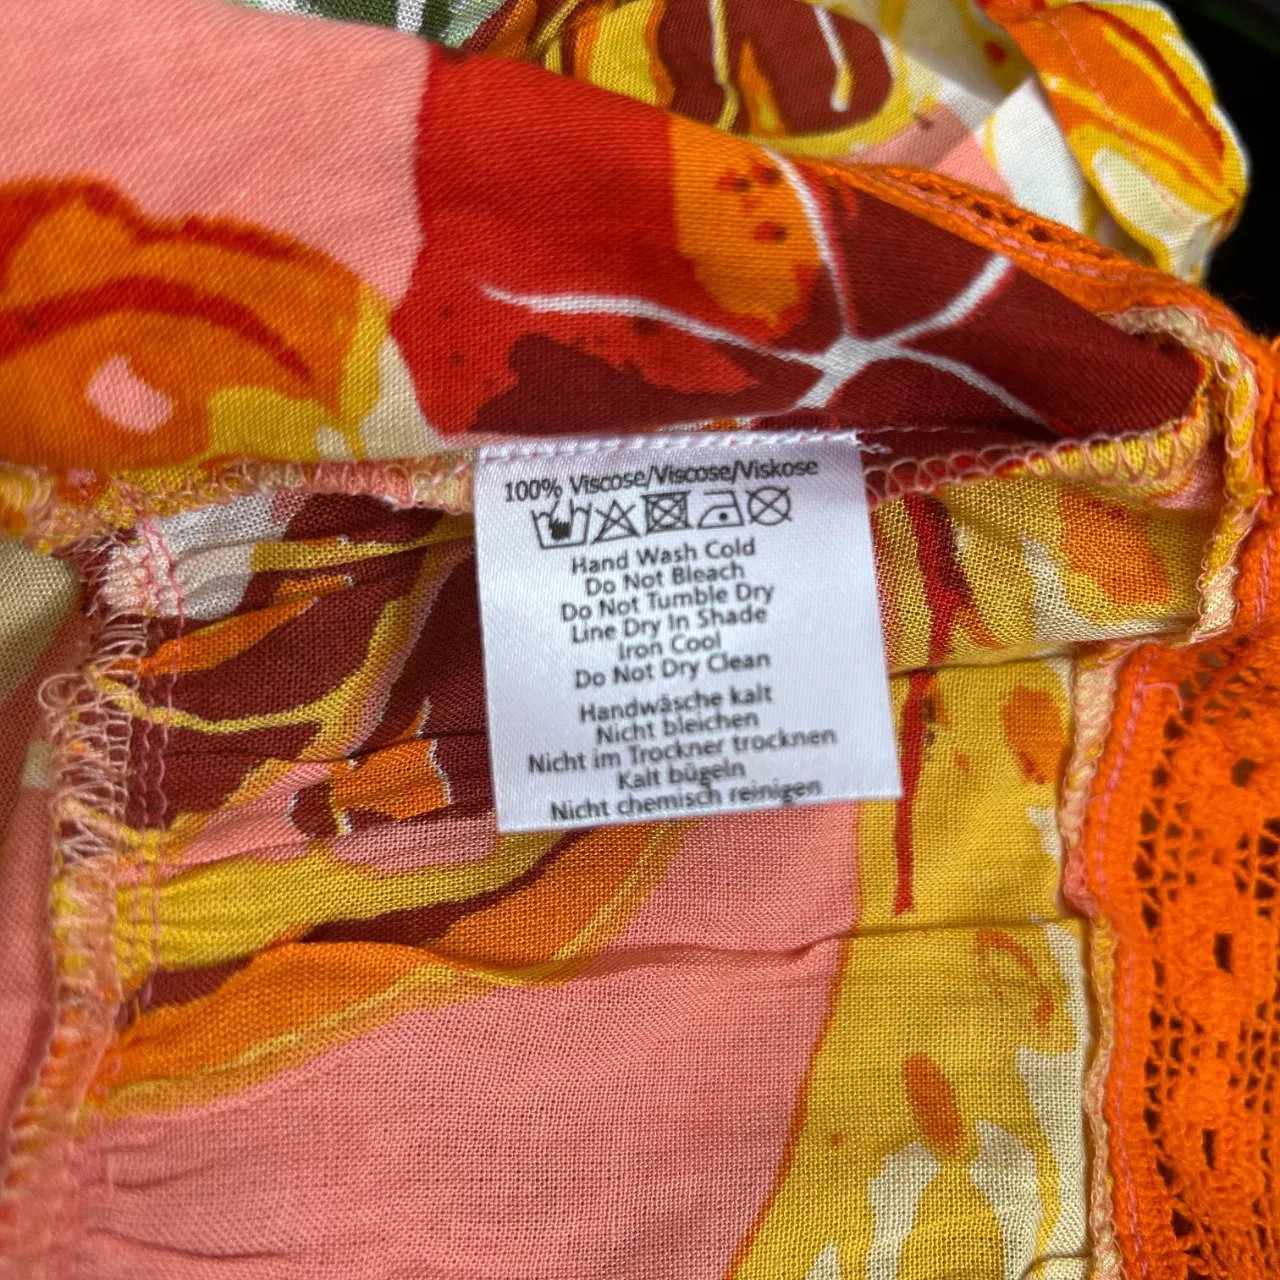 100% Viscose/Viscose/Viskose
Hand Wash Cold
Do Not Bleach
Do Not Tumble Dry
Line Dry In Shade
Iron Cool
Do Not Dry Clean
Handwäsche kalt
Nicht bleichen
Nicht im Trockner trocknen
Kalt bügeln
Nicht chemisch reinigen